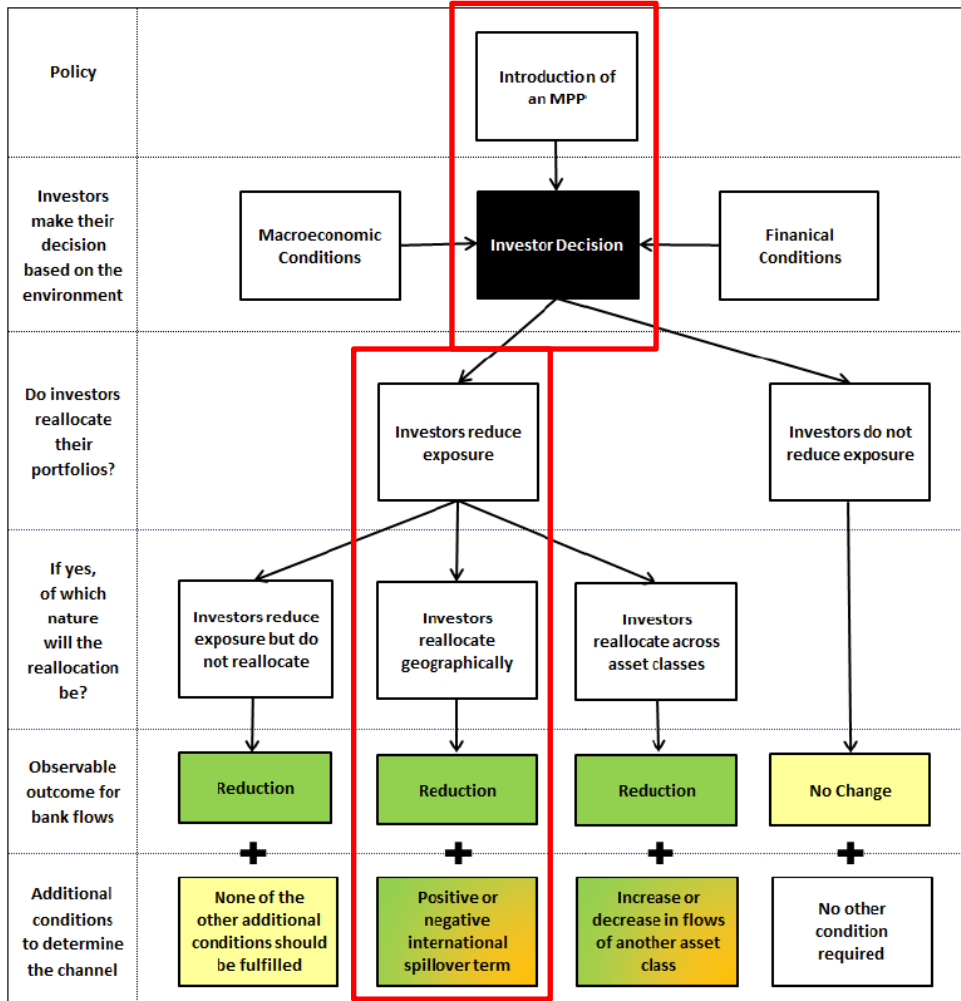 Policy
Introduction of
an MPP
Investors
make their
decision
based on the
environment
Macroeconomic
Conditions
Investor Decision
Finanical
Conditions
Do investors
reallocate
their
portfolios?
Investors reduce
exposure
Investors do not
reduce exposure
If yes,
of which
nature
will the
reallocation
be?
Investors reduce
exposure but do
not reallocate
Investors
reallocate
geographically
Investors
reallocate across
asset classes
Observable
outcome for
bank flows
Reduction
Reduction
Reduction
No Change
Additional
conditions
to determine
the channel
None of the
other additional
conditions should
be fulfilled
Positive or
negative
international
spillover term
Increase or
decrease in flows
of another asset
class
No other
condition
required